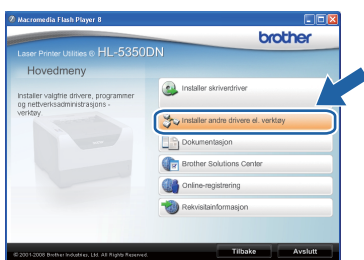 Macromedia Flash Player 8
brother
Laser Printer Utilities ® HL-5350DN
Hovedmeny
Installer valgfrie drivere, programmer
og nettverksadministrasjons -
verktøy
Installer skriverdriver
Installer andre drivere el. verktøy
Dokumentasjon
Brother Solutions Center
Online-registrering
Rekvisitainformasjon
© 2001-2006 Brother Industries, Ltd. All Rights Reserved.
Tilbake
Avslutt